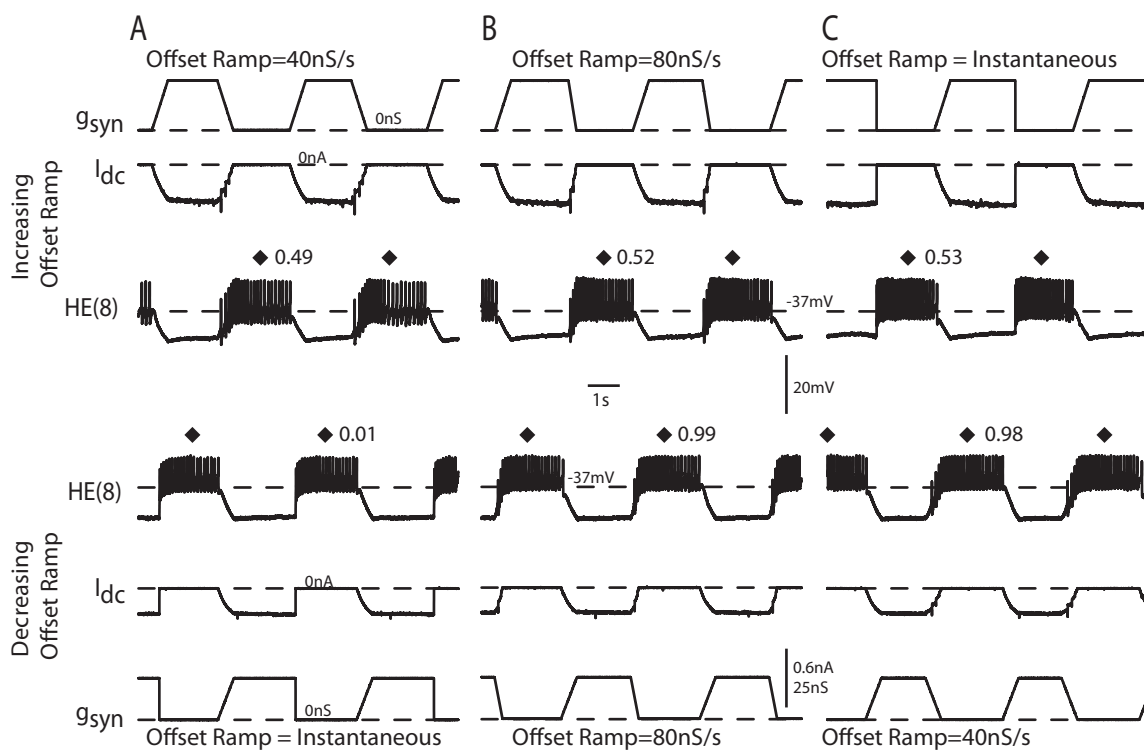 A
B
C
Offset Ramp=40nS/s
Offset Ramp=80nS/s
Offset Ramp = Instantaneous
gsyn
0nS
Idc
0nA
Increasing
Offset Ramp
0.49
0.52
0.53
HE(8)
-37mV
1s
20mV
0.01
0.99
0.98
HE(8)
-37mV
Idc
0nA
Decreasing
Offset Ramp
0.6nA
25nS
gsyn
0nS
Offset Ramp = Instantaneous
Offset Ramp=80nS/s
Offset Ramp=40nS/s